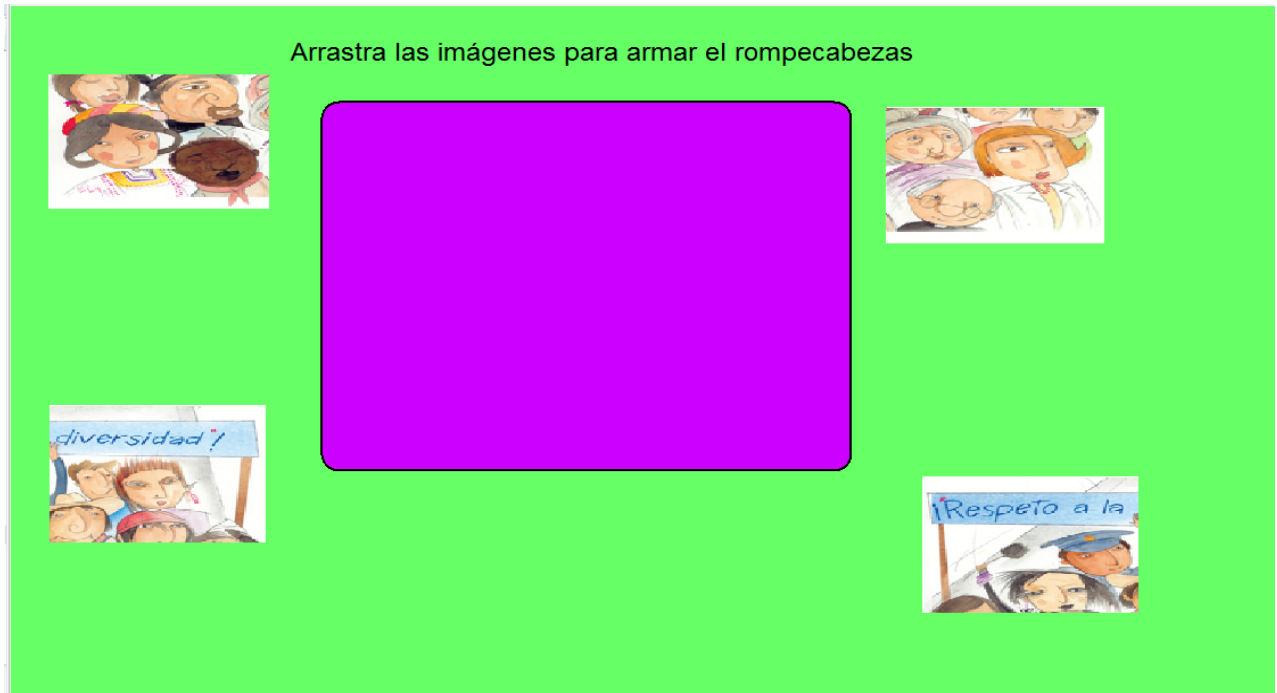 Arrastra las imágenes para armar el rompecabezas
diversidad!
¡Respeto a la